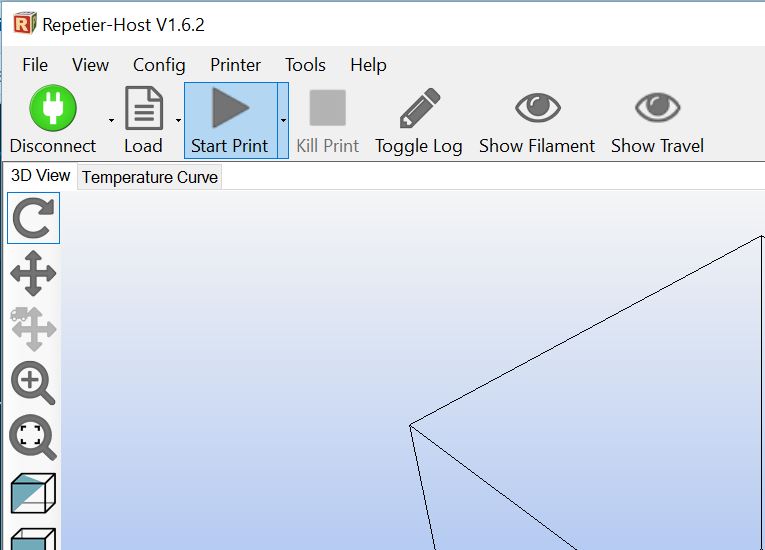 Repetier-Host V1.6.2
File View Config Printer Tools Help
Disconnect Load Start Print Kill Print Toggle Log Show Filament Show Travel
3D View Temperature Curve